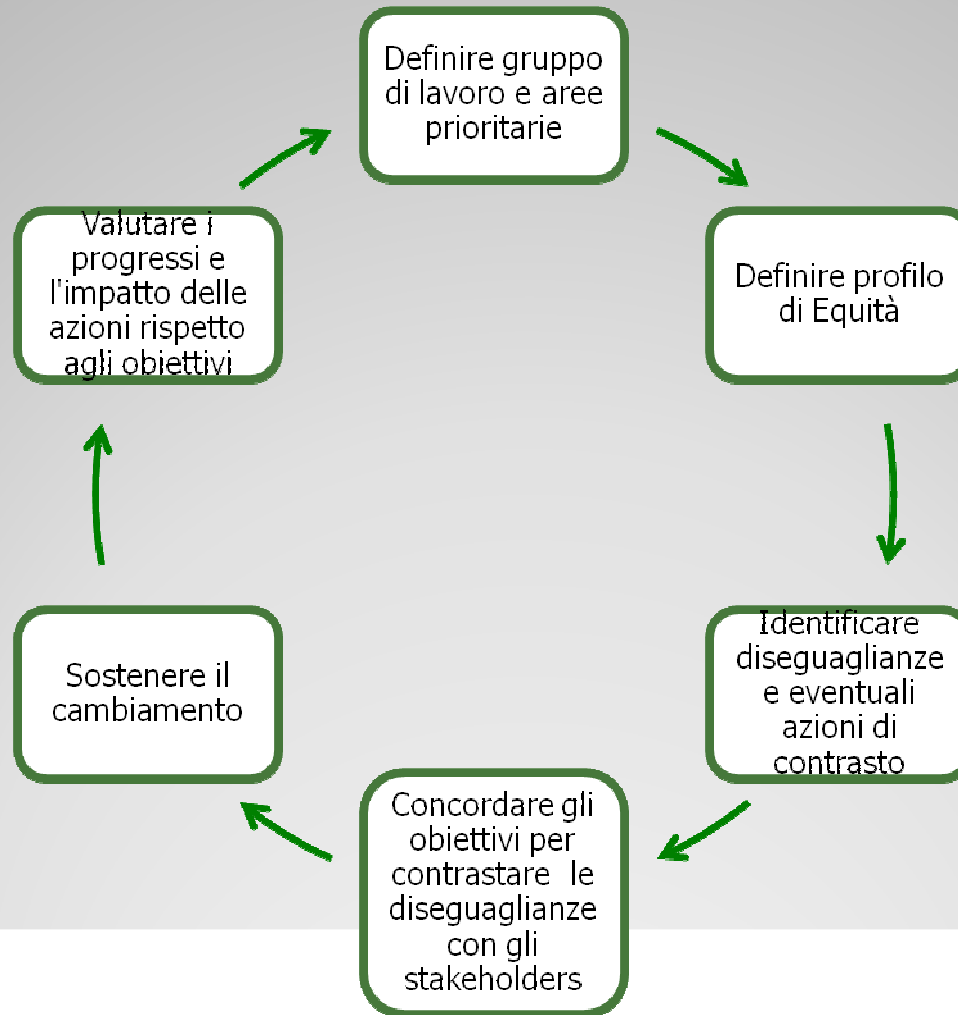 Definire gruppo
di lavoro e aree
prioritarie
Definire profilo
di Equità
Identificare
diseguaglianze
e eventuali
azioni di
contrasto
Concordare gli
obiettivi per
contrastare  le
diseguaglianze
con gli
stakeholders
Sostenere il
cambiamento
Valutare i
progressi e
l'impatto delle
azioni rispetto
agli obiettivi